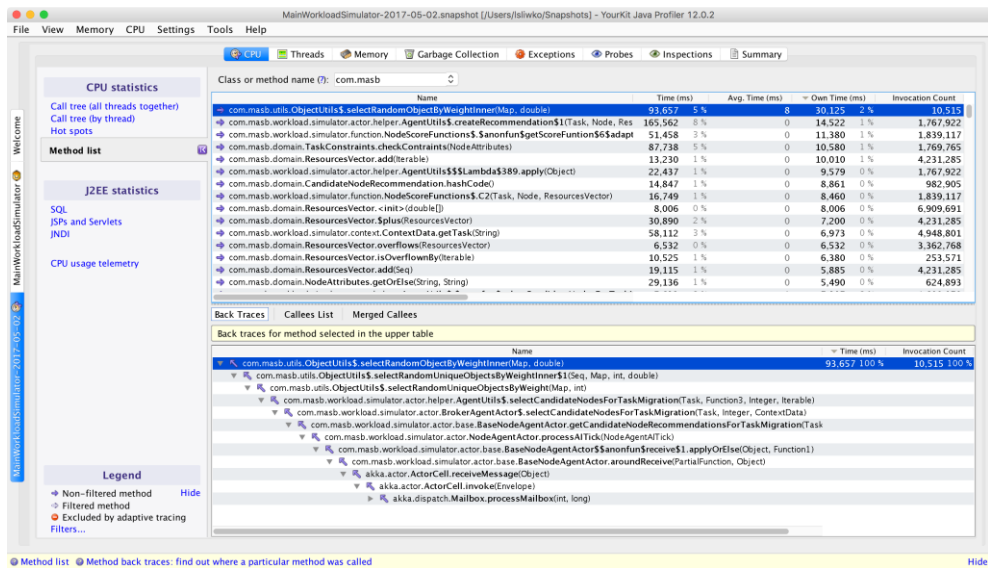 MainWorkloadSimulator-2017-05-02.snapshot [/Users/lsliwko/Snapshots] - YourKit Java Profiler 12.0.2
File View Memory CPU Settings Tools Help
CPU Threads Memory Garbage Collection Exceptions Probes Inspections Summary
Welcome
MainWorkloadSimulator
MainWorkloadSimulator-2017-05-02
CPU statistics
Call tree (all threads together)
Call tree (by thread)
Hot spots
Method list
J2EE statistics
SQL
JSPs and Servlets
JNDI
CPU usage telemetry
Legend
Non-filtered method Hide
Filtered method
Excluded by adaptive tracing
Filters...
Class or method name (?): com.masb
Name Time (ms) Avg. Time (ms) Own Time (ms) Invocation Count
com.masb.utils.ObjectUtils$.selectRandomObjectByWeightInner(Map, double) 93,657 5 % 8 30,125 2 % 10,515
com.masb.workload.simulator.actor.helper.AgentUtils$.createRecommendation$1(Task, Node, Res 165,562 8 % 0 14,522 1 % 1,767,922
com.masb.workload.simulator.function.NodeScoreFunctions$.$anonfun$getScoreFuntion$6$adapt 51,458 3 % 0 11,380 1 % 1,839,117
com.masb.domain.TaskConstraints.checkContraints(NodeAttributes) 87,738 5 % 0 10,580 1 % 1,769,765
com.masb.domain.ResourcesVector.add(Iterable) 13,230 1 % 0 10,010 1 % 4,231,285
com.masb.workload.simulator.actor.helper.AgentUtils$$$Lambda$389.apply(Object) 22,437 1 % 0 9,579 0 % 1,767,922
com.masb.domain.CandidateNodeRecommendation.hashCode() 14,847 1 % 0 8,861 0 % 982,905
com.masb.workload.simulator.function.NodeScoreFunctions$.C2(Task, Node, ResourcesVector) 16,749 1 % 0 8,460 0 % 1,839,117
com.masb.domain.ResourcesVector.<init>(double[]) 8,006 0 % 0 8,006 0 % 6,909,691
com.masb.domain.ResourcesVector.$plus(ResourcesVector) 30,890 2 % 0 7,200 0 % 4,231,285
com.masb.workload.simulator.context.ContextData.getTask(String) 58,112 3 % 0 6,973 0 % 4,948,801
com.masb.domain.ResourcesVector.overflows(ResourcesVector) 6,532 0 % 0 6,532 0 % 3,362,768
com.masb.domain.ResourcesVector.isOverflownBy(Iterable) 10,525 1 % 0 6,380 0 % 253,571
com.masb.domain.ResourcesVector.add(Seq) 19,115 1 % 0 5,885 0 % 4,231,285
com.masb.domain.NodeAttributes.getOrElse(String, String) 29,136 1 % 0 5,490 0 % 624,893
Back Traces Callees List Merged Callees
Back traces for method selected in the upper table
Name Time (ms) Invocation Count
com.masb.utils.ObjectUtils$.selectRandomObjectByWeightInner(Map, double) 93,657 100 % 10,515 100 %
com.masb.utils.ObjectUtils$.selectRandomUniqueObjectsByWeightInner$1(Seq, Map, int, double)
com.masb.utils.ObjectUtils$.selectRandomUniqueObjectsByWeight(Map, int)
com.masb.workload.simulator.actor.helper.AgentUtils$.selectCandidateNodesForTaskMigration(Task, Function3, Integer, Iterable)
com.masb.workload.simulator.actor.BrokerAgentActor$.selectCandidateNodesForTaskMigration(Task, Integer, ContextData)
com.masb.workload.simulator.actor.base.BaseNodeAgentActor.getCandidateNodeRecommendationsForTaskMigration(Task
com.masb.workload.simulator.actor.NodeAgentActor.processAITick(NodeAgentAITick)
com.masb.workload.simulator.actor.base.BaseNodeAgentActor$$anonfun$receive$1.applyOrElse(Object, Function1)
com.masb.workload.simulator.actor.base.BaseNodeAgentActor.aroundReceive(PartialFunction, Object)
akka.actor.ActorCell.receiveMessage(Object)
akka.actor.ActorCell.invoke(Envelope)
akka.dispatch.Mailbox.processMailbox(int, long)
Method list Method back traces: find out where a particular method was called Hide